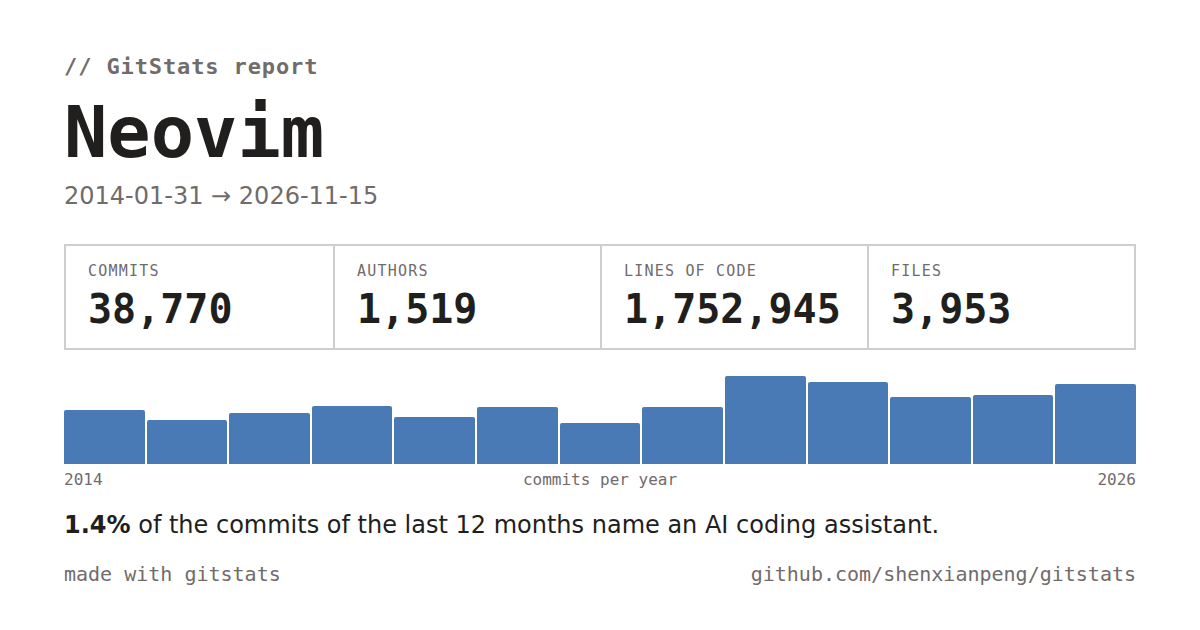 // GitStats report
Neovim
2014-01-31 → 2026-11-15
COMMITS AUTHORS LINES OF CODE FILES
38,770 1,519 1,752,945 3,953
2014 commits per year 2026
1.4% of the commits of the last 12 months name an AI coding assistant.
made with gitstats github.com/shenxianpeng/gitstats